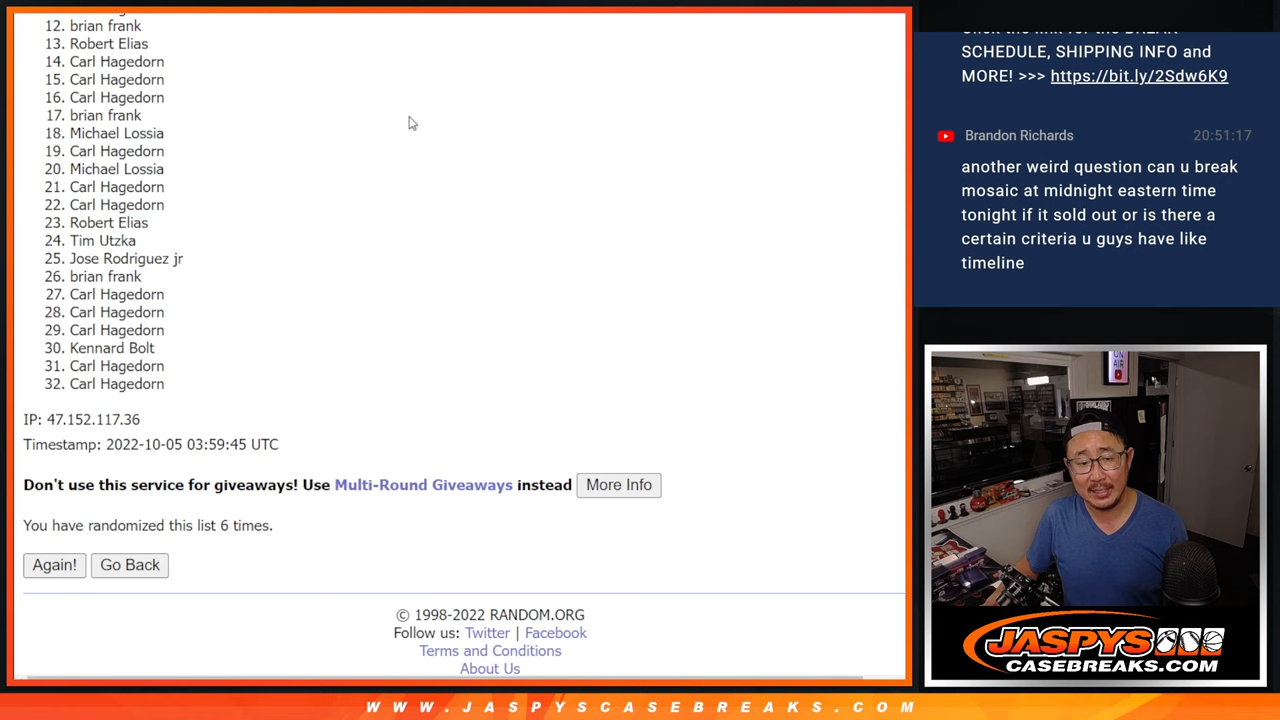 12. brian frank
13. Robert Elias
14. Carl Hagedorn
15. Carl Hagedorn
16. Carl Hagedorn
17. brian frank
18. Michael Lossia
19. Carl Hagedorn
20. Michael Lossia
21. Carl Hagedorn
22. Carl Hagedorn
23. Robert Elias
24. Tim Utzka
25. Jose Rodriguez jr
26. brian frank
27. Carl Hagedorn
28. Carl Hagedorn
29. Carl Hagedorn
30. Kennard Bolt
31. Carl Hagedorn
32. Carl Hagedorn
IP: 47.152.117.36
Timestamp: 2022-10-05 03:59:45 UTC
Don't use this service for giveaways! Use Multi-Round Giveaways instead More Info
You have randomized this list 6 times.
Again! Go Back
© 1998-2022 RANDOM.ORG
Follow us: Twitter | Facebook
Terms and Conditions
About Us
Click the link for the BREAK
SCHEDULE, SHIPPING INFO and
MORE! >>> https://bit.ly/2Sdw6K9
Brandon Richards 20:51:17
another weird question can u break
mosaic at midnight eastern time
tonight if it sold out or is there a
certain criteria u guys have like
timeline
ON
AIR
JASPYS
CASEBREAKS.COM
WWW.JASPYSCASEBREAKS.COM